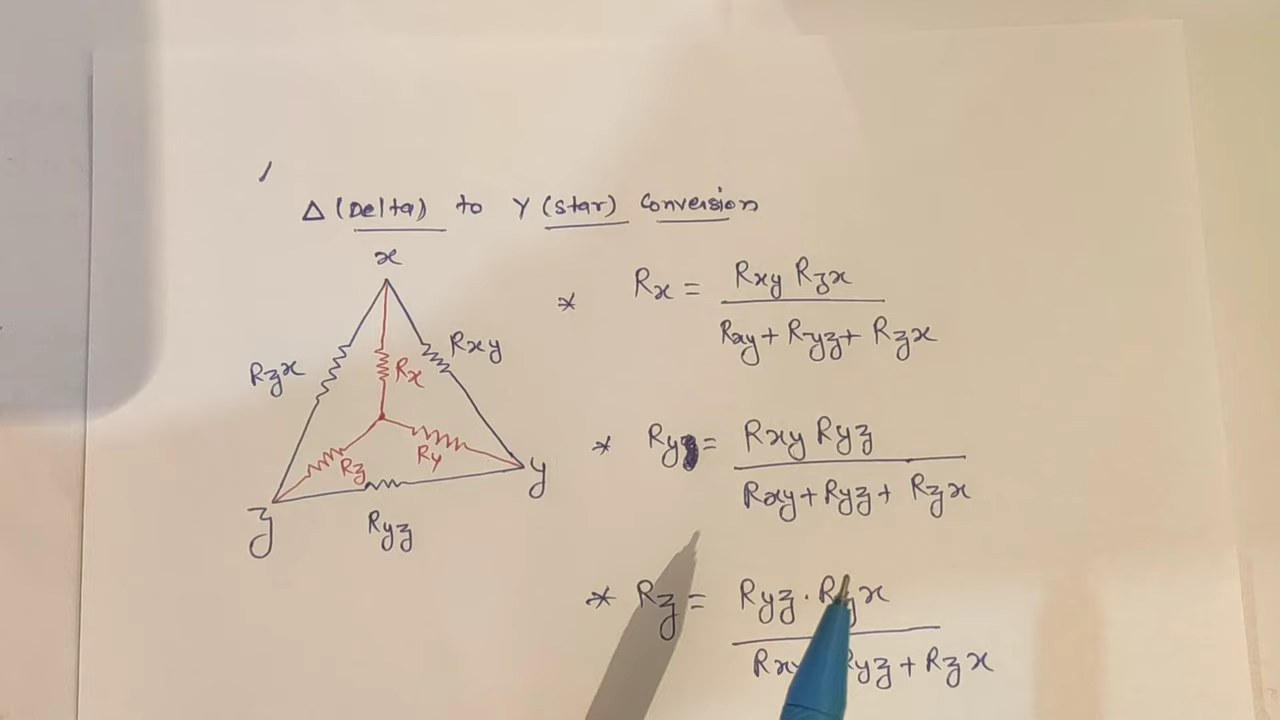 Δ (Delta) to Y (Star) Conversion
x
Rzx
Rxy
Rx
Rz
Ry
z
y
Ryz
* Rx = Rxy Rzx
Rxy + Ryz + Rzx
* Ry = Rxy Ryz
Rxy + Ryz + Rzx
* Rz = Ryz . Rzx
Ryz + Rzx